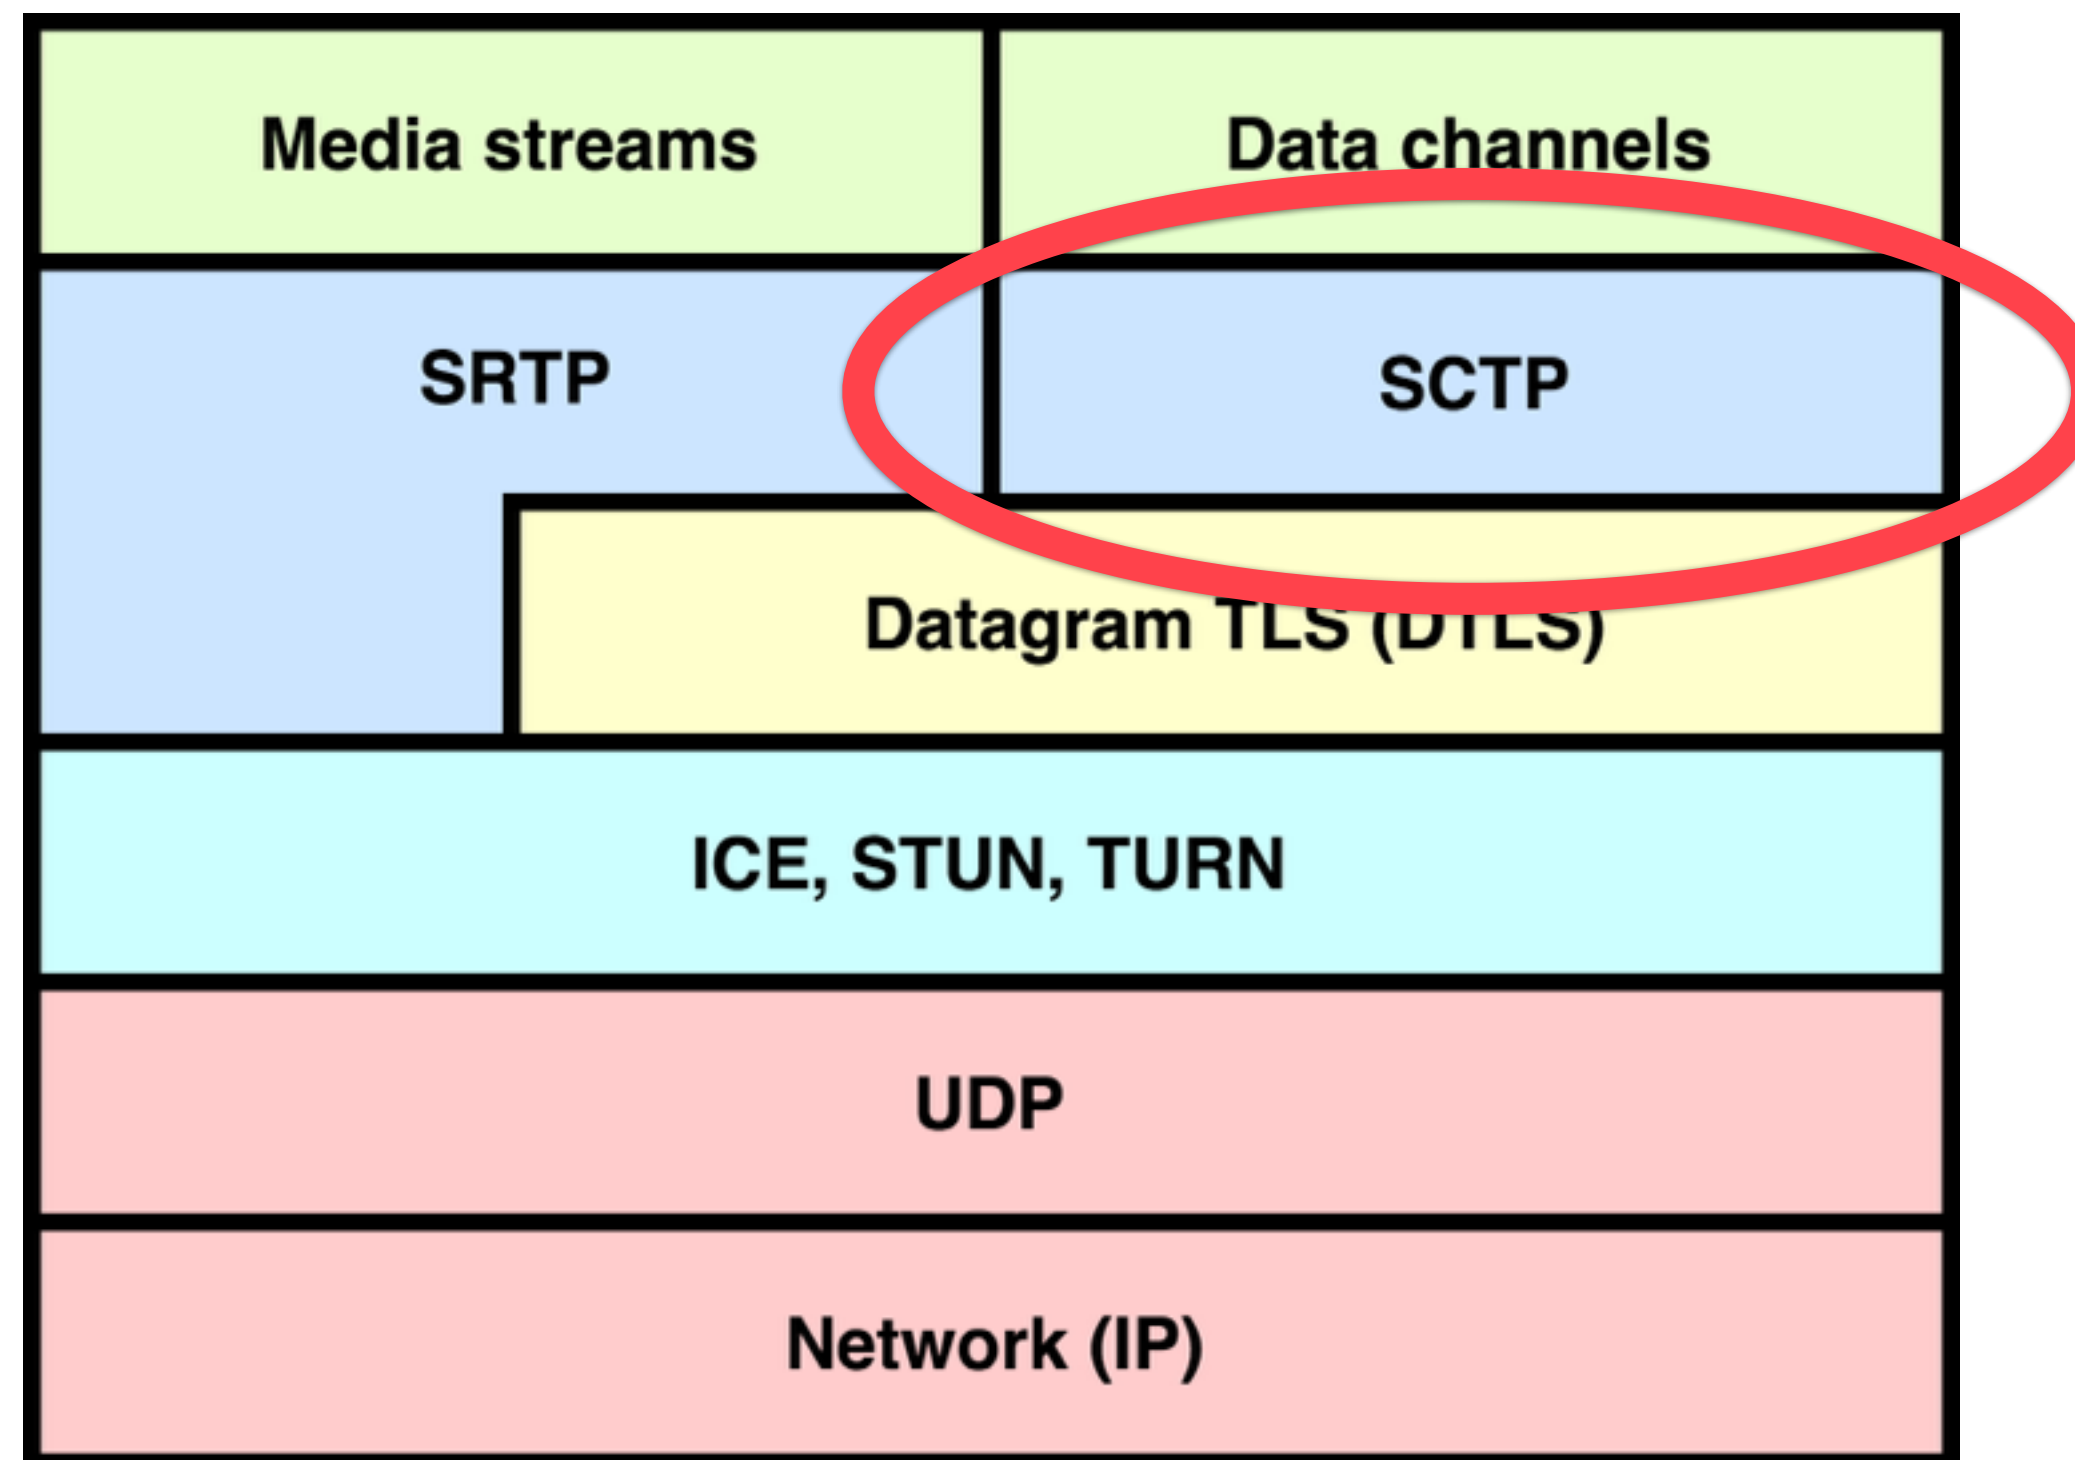 Media streams
Data channels
SRTP
SCTP
Datagram TLS (DTLS)
ICE, STUN, TURN
UDP
Network (IP)